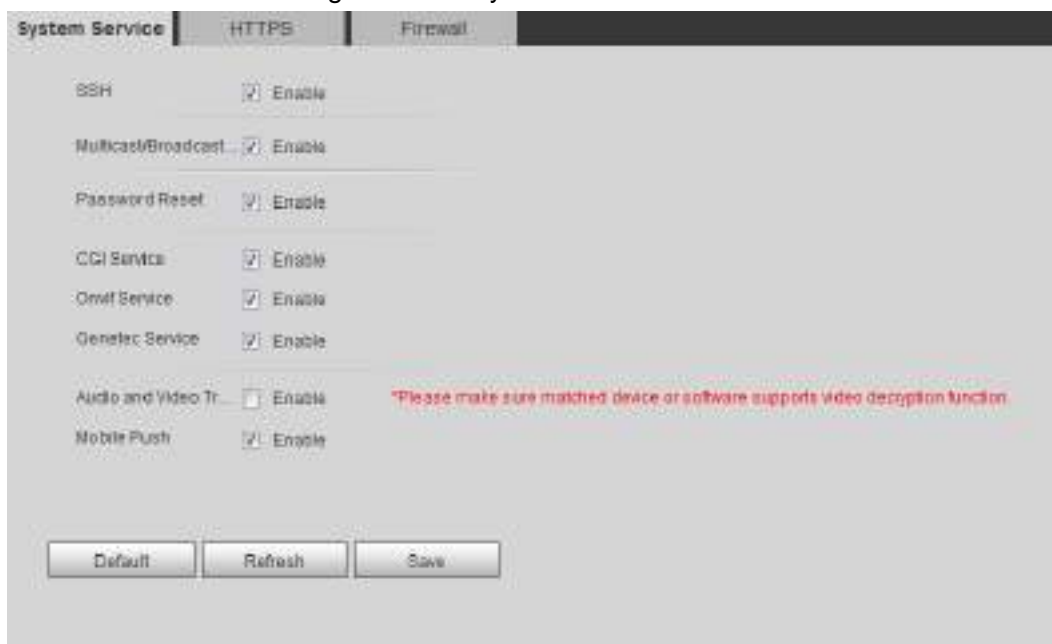 System Service HTTPS Firewall
SSH Enable
Multicast/Broadcast... Enable
Password Reset Enable
CGI Service Enable
Onvif Service Enable
Genetec Service Enable
Audio and Video Tr... Enable *Please make sure matched device or software supports video decryption function.
Mobile Push Enable
Default Refresh Save